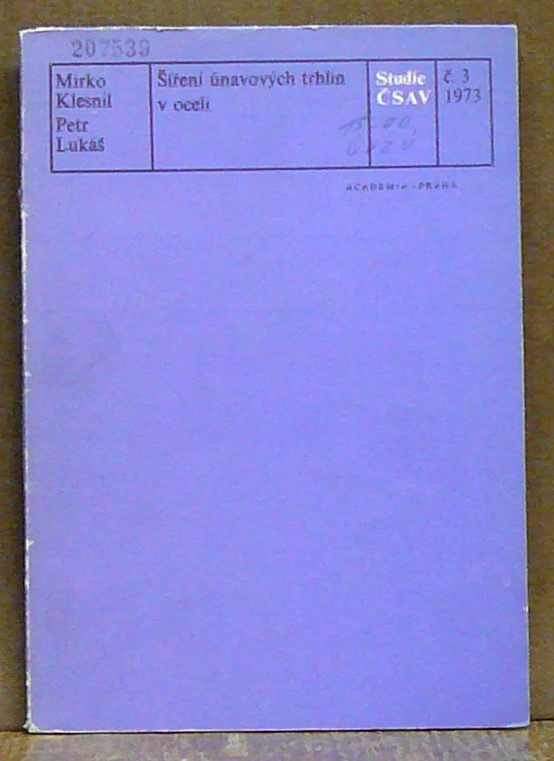 207539
Mirko
Klesnil
Petr
Lukáš
Šíření únavových trhlin
v oceli
Studie
ČSAV
č. 3
1973
ACADEMIA - PRAHA